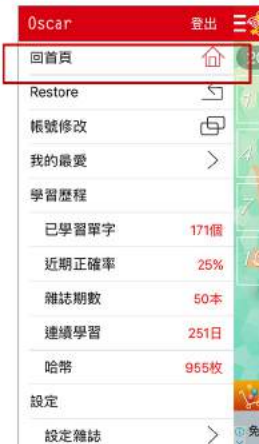 Oscar 登出
回首頁
Restore
帳號修改
我的最愛
學習歷程
已學習單字 171個
近期正確率 25%
雜誌期數 50本
連續學習 251日
哈幣 955枚
設定
設定雜誌
免